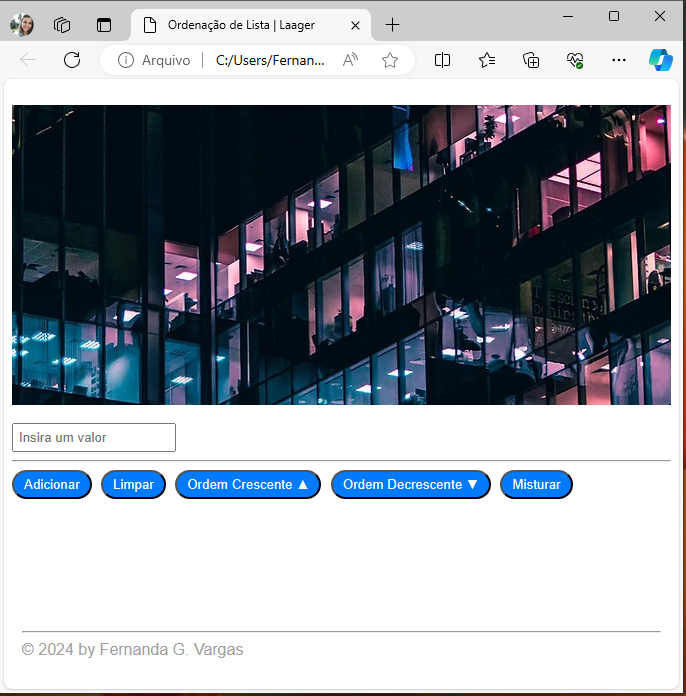 Ordenação de Lista | Laager
Arquivo C:/Users/Fernan...
Insira um valor
Adicionar Limpar Ordem Crescente ▲ Ordem Decrescente ▼ Misturar
© 2024 by Fernanda G. Vargas